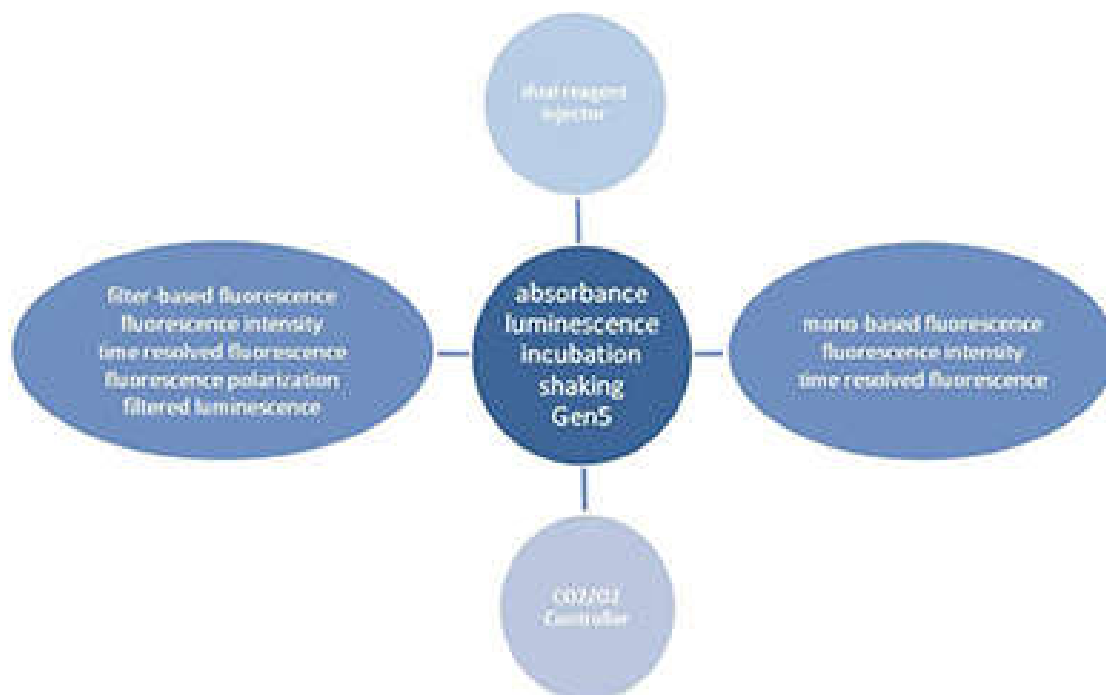 dual reagent
injector
filter-based fluorescence
fluorescence intensity
time resolved fluorescence
fluorescence polarization
filtered luminescence
absorbance
luminescence
incubation
shaking
Gen5
mono-based fluorescence
fluorescence intensity
time resolved fluorescence
CO2/O2
Controller